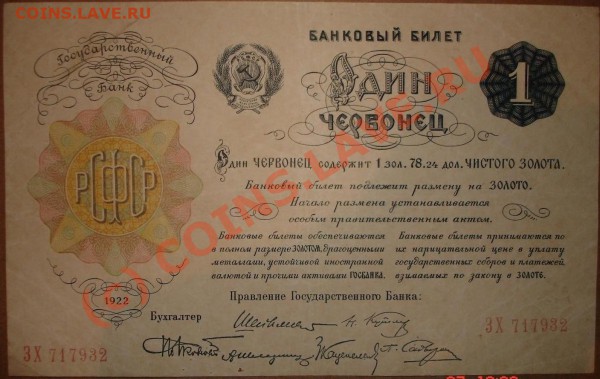 COINS.LAVE.RU
Государственный
Банк
БАНКОВЫЙ БИЛЕТ
ОДИН
ЧЕРВОНЕЦ
1
Один ЧЕРВОНЕЦ содержит 1 зол. 78.24 дол. ЧИСТОГО ЗОЛОТА.
Банковый билет подлежит размену на ЗОЛОТО.
Начало размена устанавливается
особым правительственным актом.
РСФСР
Банковые билеты обеспечиваются
в полном размере ЗОЛОТОМ, драгоценными
металлами, устойчивой иностранной
валютой и прочими активами ГОСБАНКА.
Банковые билеты принимаются по
их нарицательной цене в уплату
государственных сборов и платежей,
взимаемых по закону в ЗОЛОТЕ.
1922
Правление Государственного Банка:
Бухгалтер
ЗХ 717932
ЗХ 717932
(c) COINS.LAVE.RU